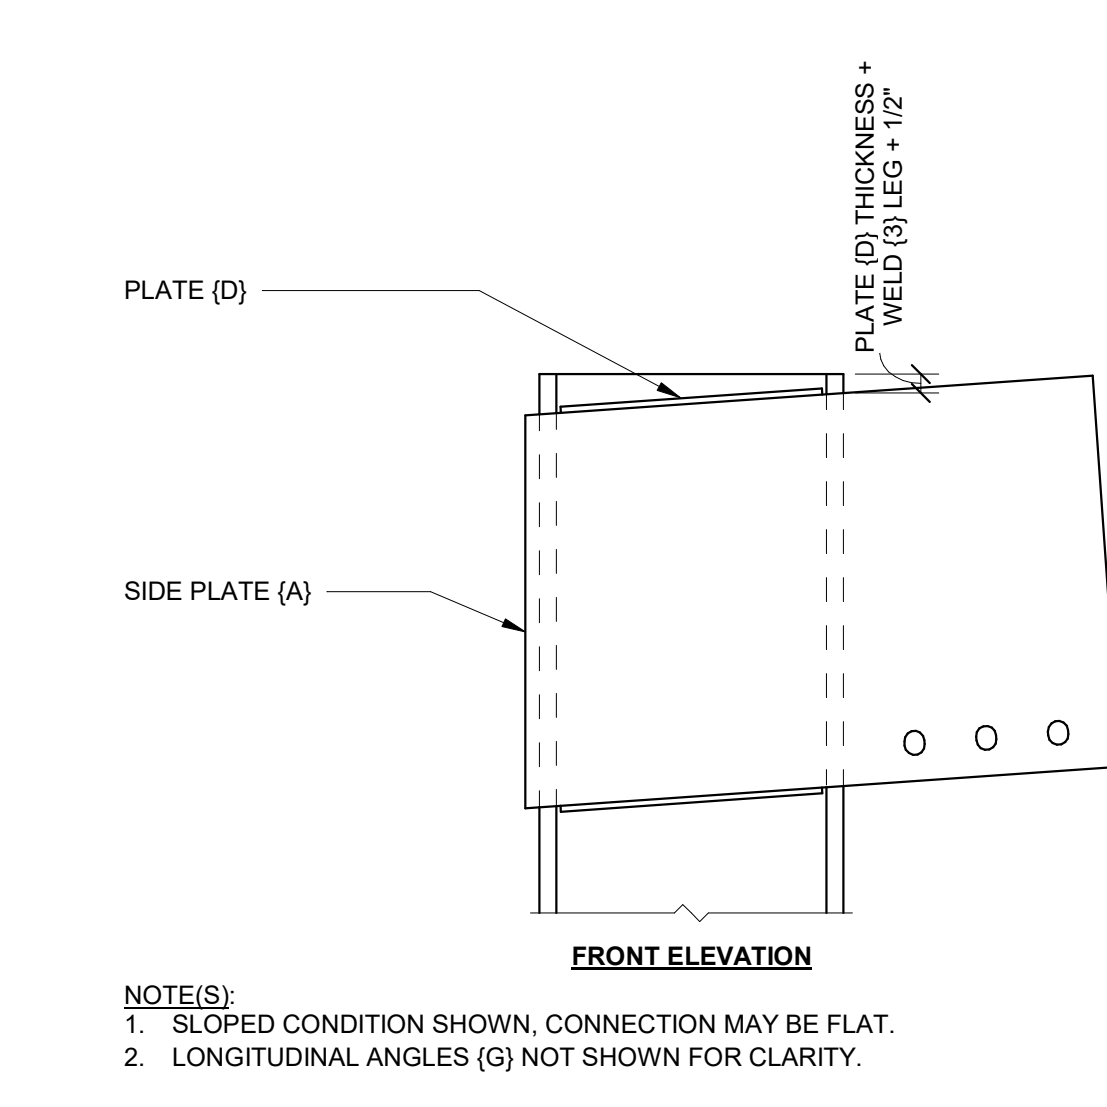 PLATE {D} THICKNESS +
WELD {3} LEG + 1/2"
PLATE {D}
SIDE PLATE {A}
FRONT ELEVATION
NOTE(S):
1. SLOPED CONDITION SHOWN, CONNECTION MAY BE FLAT.
2. LONGITUDINAL ANGLES {G} NOT SHOWN FOR CLARITY.